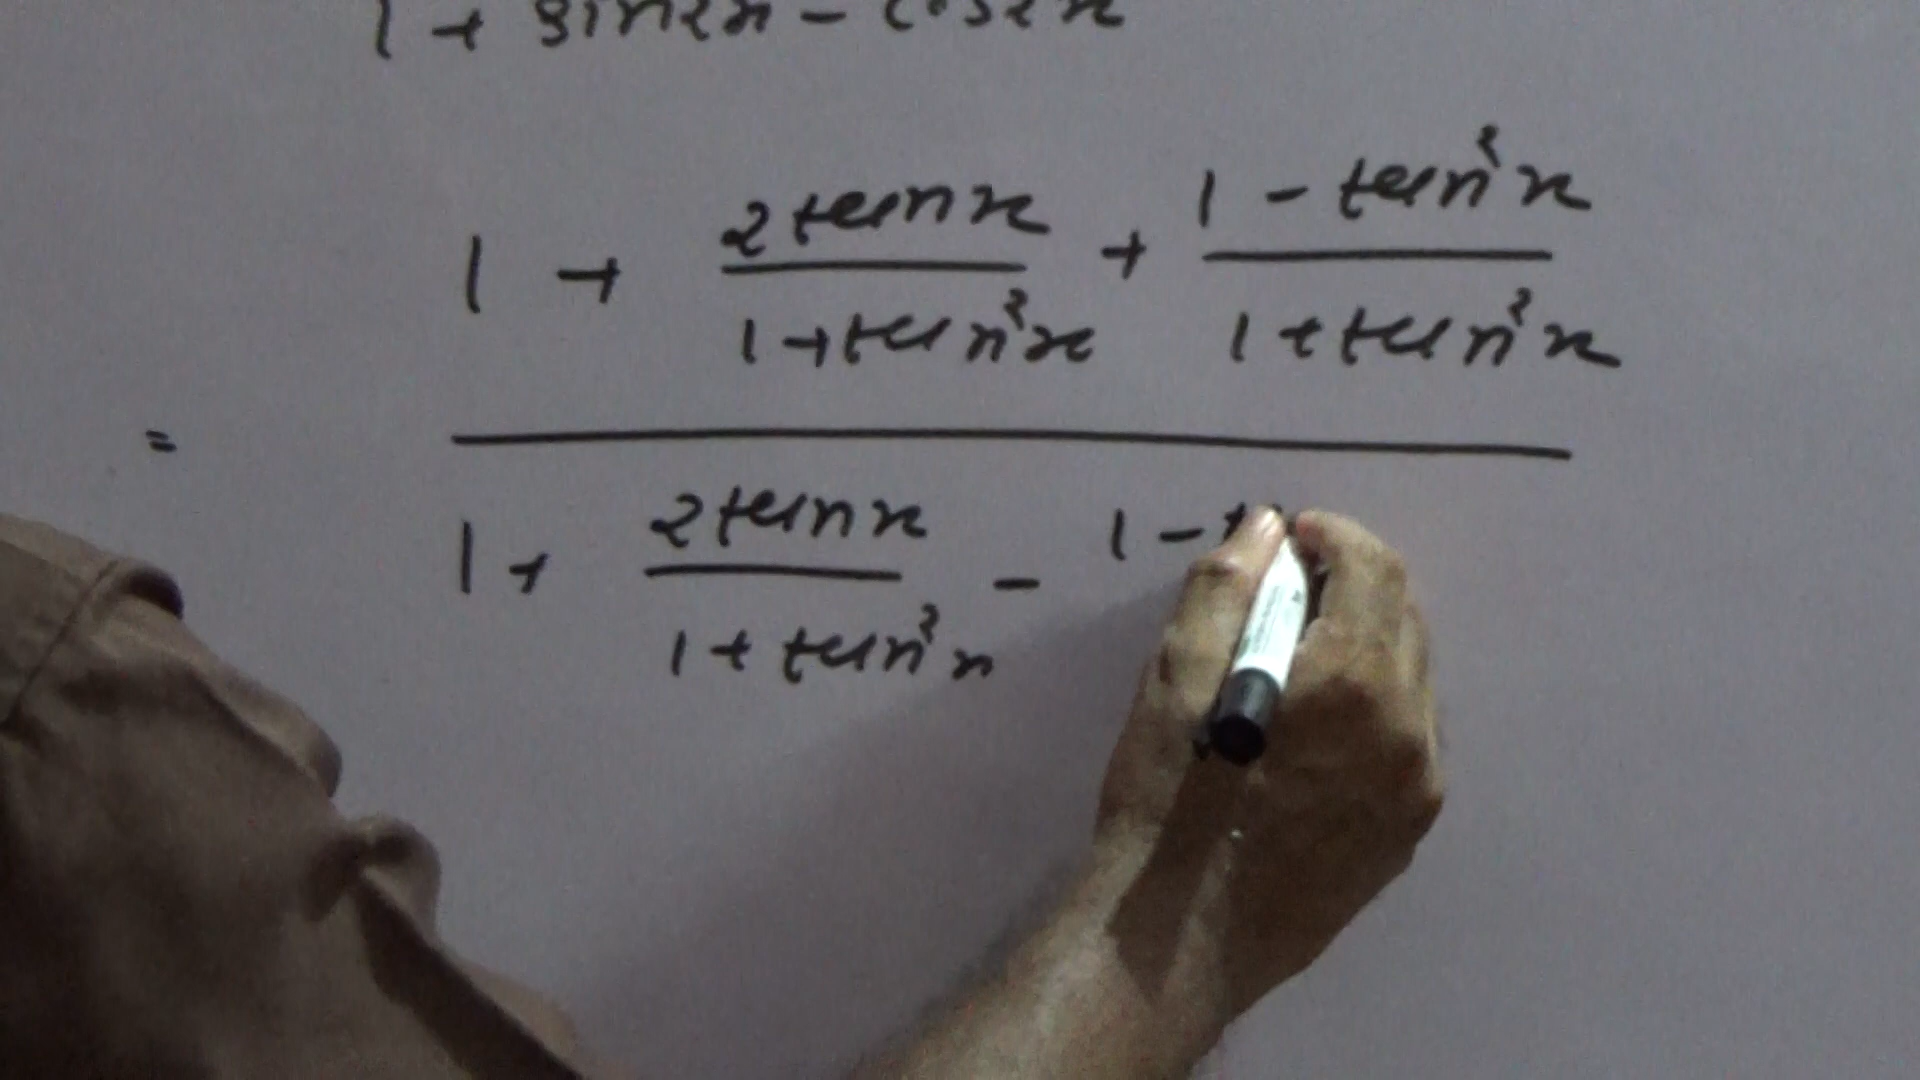 1 + sin2x - cos2x
1 + 2tanx + 1 - tan²x
1+tan²x 1+tan²x
=
1 + 2tanx - 1 -
1 + tan²x